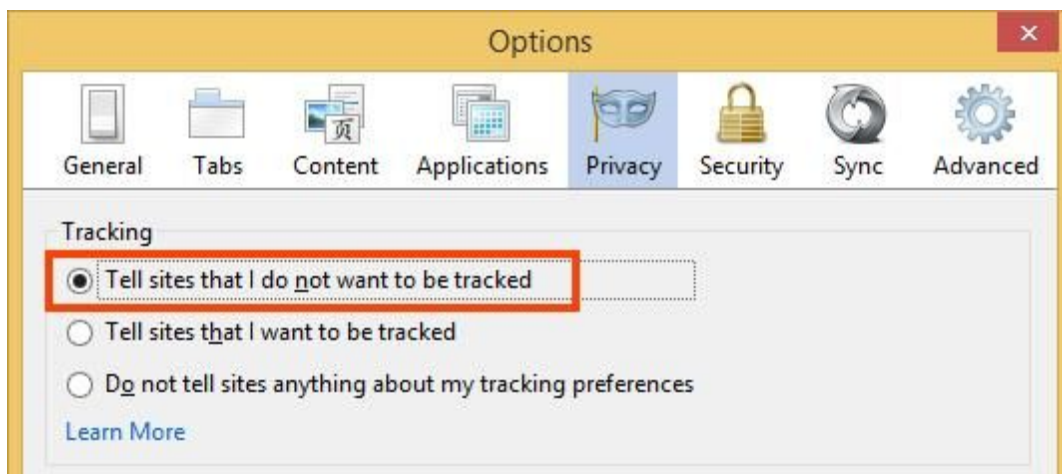 Options
General Tabs Content Applications Privacy Security Sync Advanced
Tracking
Tell sites that I do not want to be tracked
Tell sites that I want to be tracked
Do not tell sites anything about my tracking preferences
Learn More